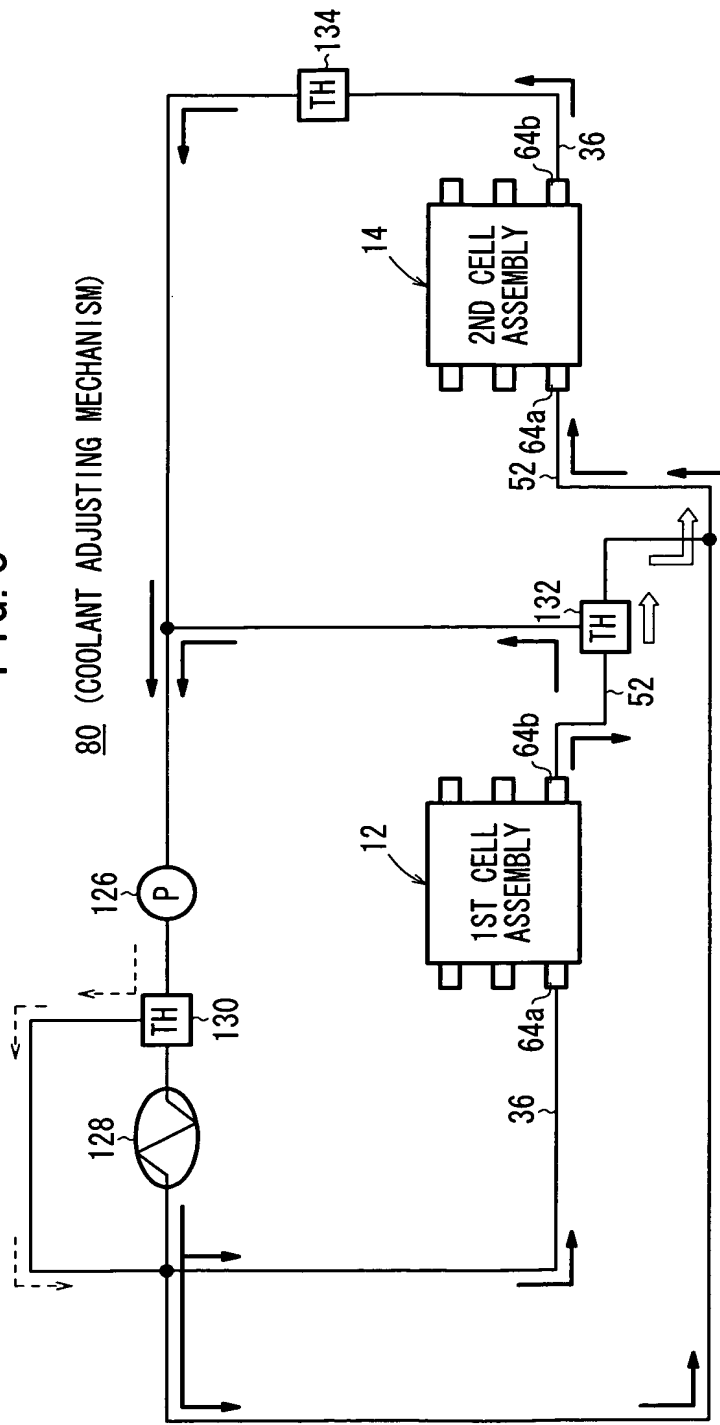 FIG.
80 (COOLANT ADJUSTING MECHANISM)
134
TH
126
P
130
TH
128
14
64b
36
2ND CELL
ASSEMBLY
64a
52
132
TH
52
12
64b
1ST CELL
ASSEMBLY
64a
36